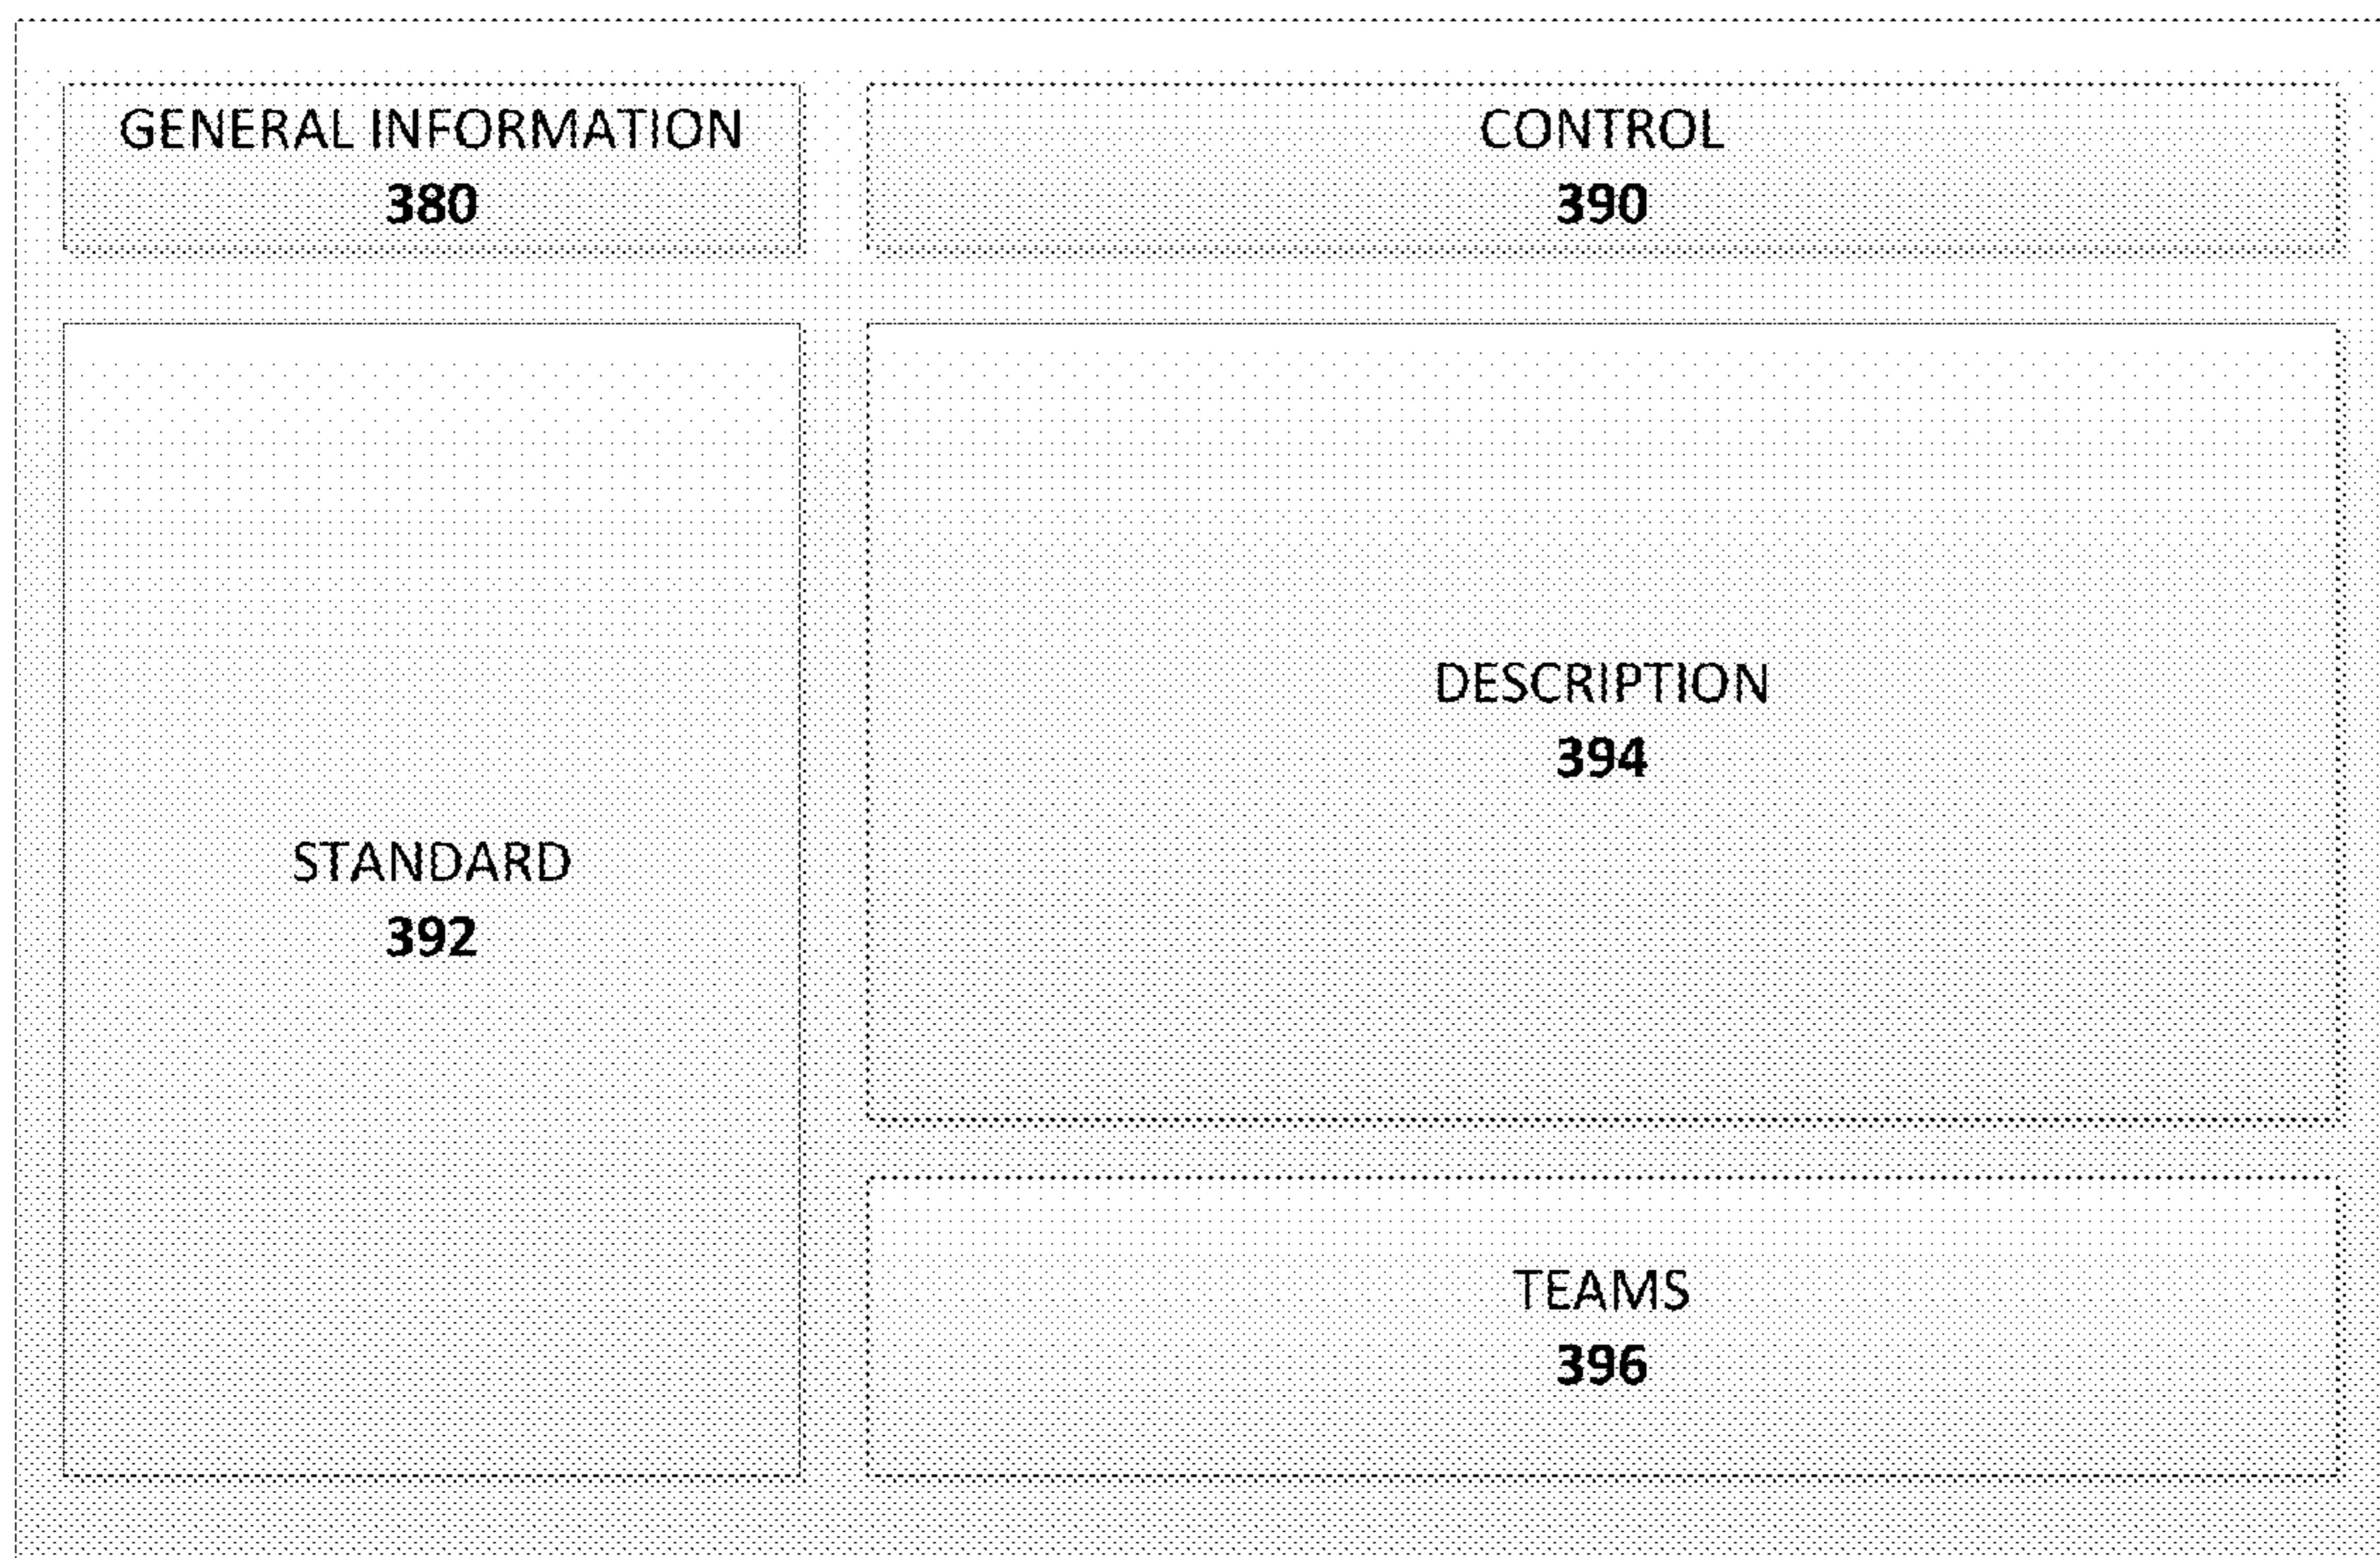 GENERAL INFORMATION
380
CONTROL
390
STANDARD
392
DESCRIPTION
394
TEAMS
396